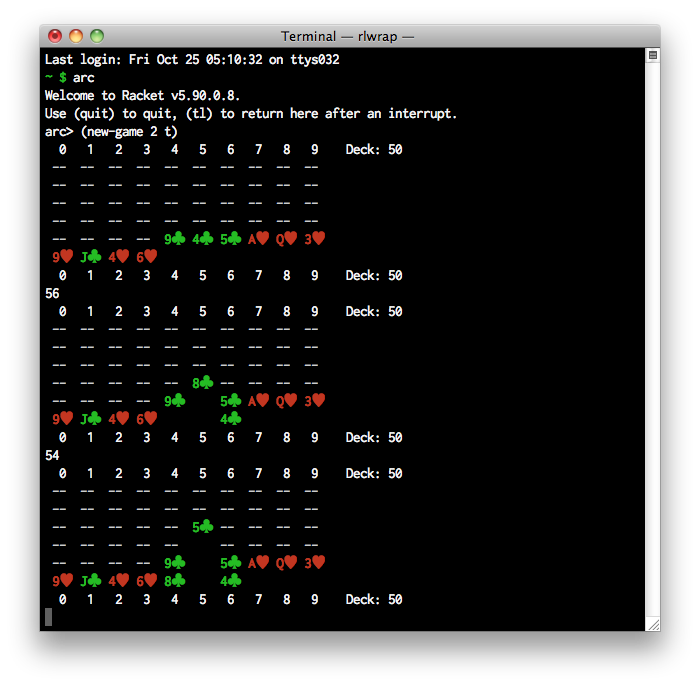 Terminal — rlwrap —
Last login: Fri Oct 25 05:10:32 on ttys032
~ $ arc
Welcome to Racket v5.90.0.8.
Use (quit) to quit, (tl) to return here after an interrupt.
arc> (new-game 2 t)
  0   1   2   3   4   5   6   7   8   9    Deck: 50
 --  --  --  --  --  --  --  --  --  --
 --  --  --  --  --  --  --  --  --  --
 --  --  --  --  --  --  --  --  --  --
 --  --  --  --  --  --  --  --  --  --
 --  --  --  --  9♣  4♣  5♣  A♥  Q♥  3♥
 9♥  J♣  4♥  6♥
  0   1   2   3   4   5   6   7   8   9    Deck: 50
56
  0   1   2   3   4   5   6   7   8   9    Deck: 50
 --  --  --  --  --  --  --  --  --  --
 --  --  --  --  --  --  --  --  --  --
 --  --  --  --  --  --  --  --  --  --
 --  --  --  --  --  8♣  --  --  --  --
 --  --  --  --  9♣      5♣  A♥  Q♥  3♥
 9♥  J♣  4♥  6♥          4♣
  0   1   2   3   4   5   6   7   8   9    Deck: 50
54
  0   1   2   3   4   5   6   7   8   9    Deck: 50
 --  --  --  --  --  --  --  --  --  --
 --  --  --  --  --  --  --  --  --  --
 --  --  --  --  --  5♣  --  --  --  --
 --  --  --  --  --      --  --  --  --
 --  --  --  --  9♣      5♣  A♥  Q♥  3♥
 9♥  J♣  4♥  6♥  8♣      4♣
  0   1   2   3   4   5   6   7   8   9    Deck: 50